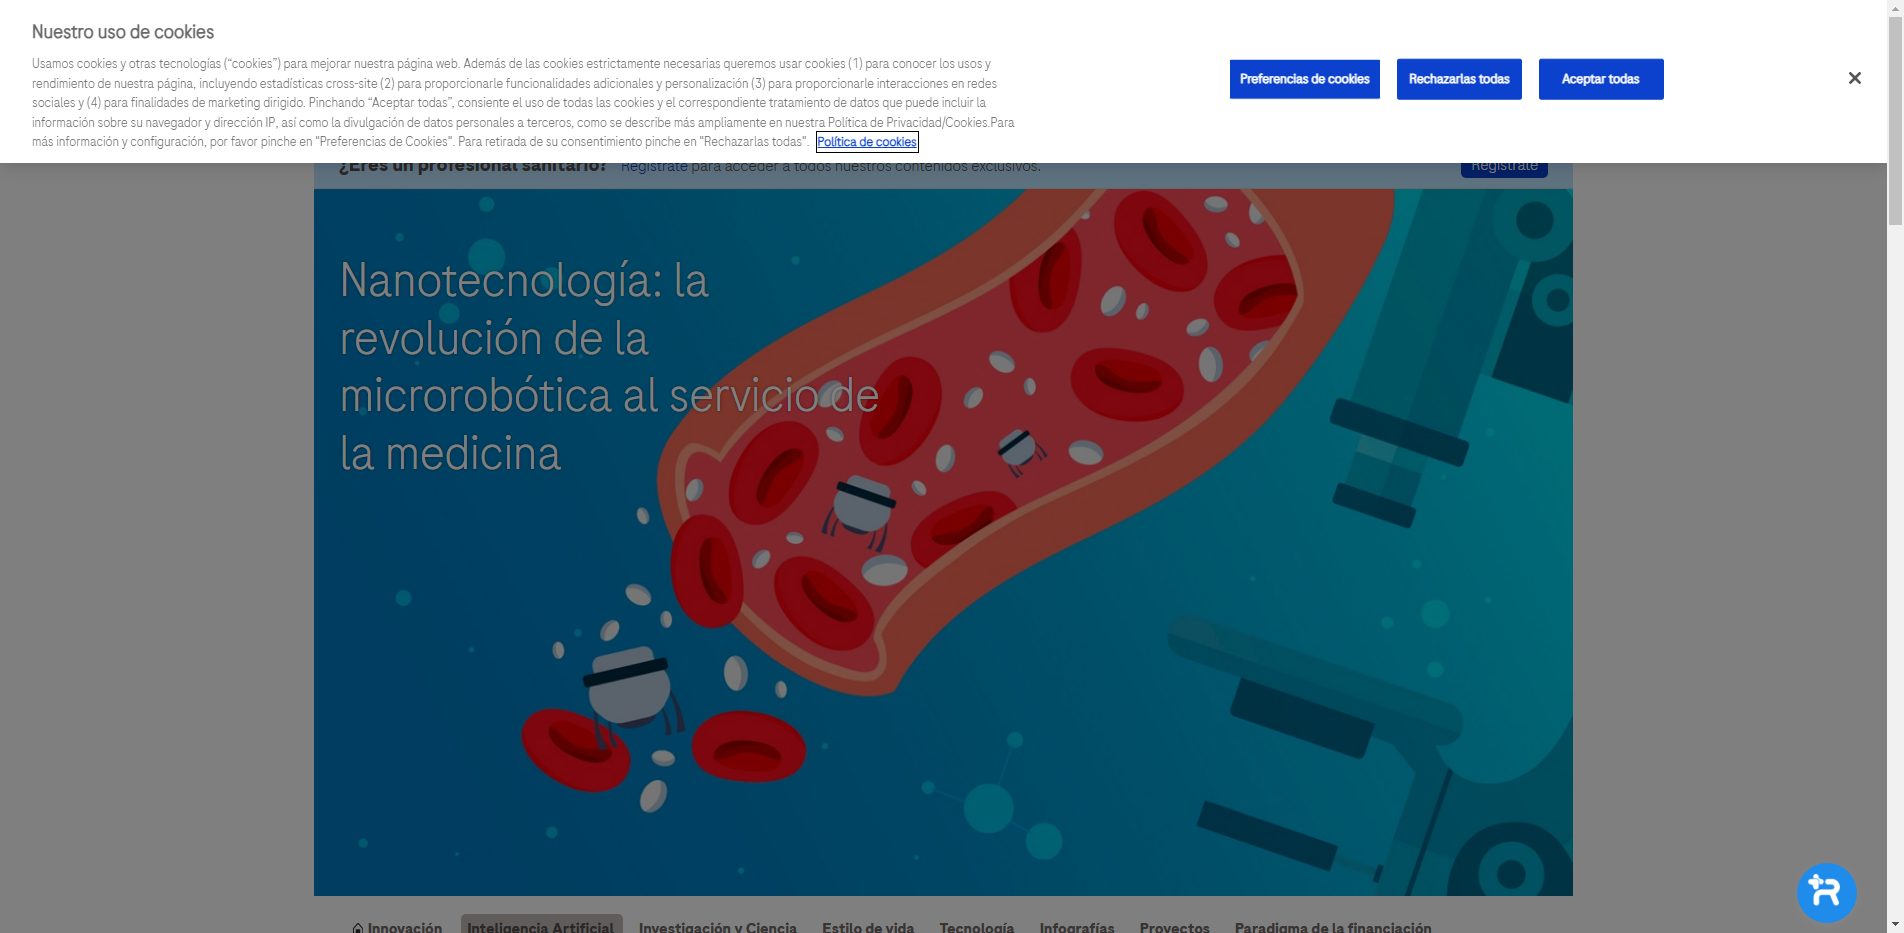 Nuestro uso de cookies
Usamos cookies y otras tecnologías (“cookies”) para mejorar nuestra página web. Además de las cookies estrictamente necesarias queremos usar cookies (1) para conocer los usos y
rendimiento de nuestra página, incluyendo estadísticas cross-site (2) para proporcionarle funcionalidades adicionales y personalización (3) para proporcionarle interacciones en redes
sociales y (4) para finalidades de marketing dirigido. Pinchando “Aceptar todas”, consiente el uso de todas las cookies y el correspondiente tratamiento de datos que puede incluir la
información sobre su navegador y dirección IP, así como la divulgación de datos personales a terceros, como se describe más ampliamente en nuestra Política de Privacidad/Cookies.Para
más información y configuración, por favor pinche en "Preferencias de Cookies". Para retirada de su consentimiento pinche en "Rechazarlas todas". Política de cookies
Preferencias de cookies
Rechazarlas todas
Aceptar todas
¿Eres un profesional sanitario? Regístrate para acceder a todos nuestros contenidos exclusivos.
Regístrate
Nanotecnología: la
revolución de la
microrobótica al servicio de
la medicina
Innovación Inteligencia Artificial Investigación y Ciencia Estilo de vida Tecnología Infografías Proyectos Paradigma de la financiación